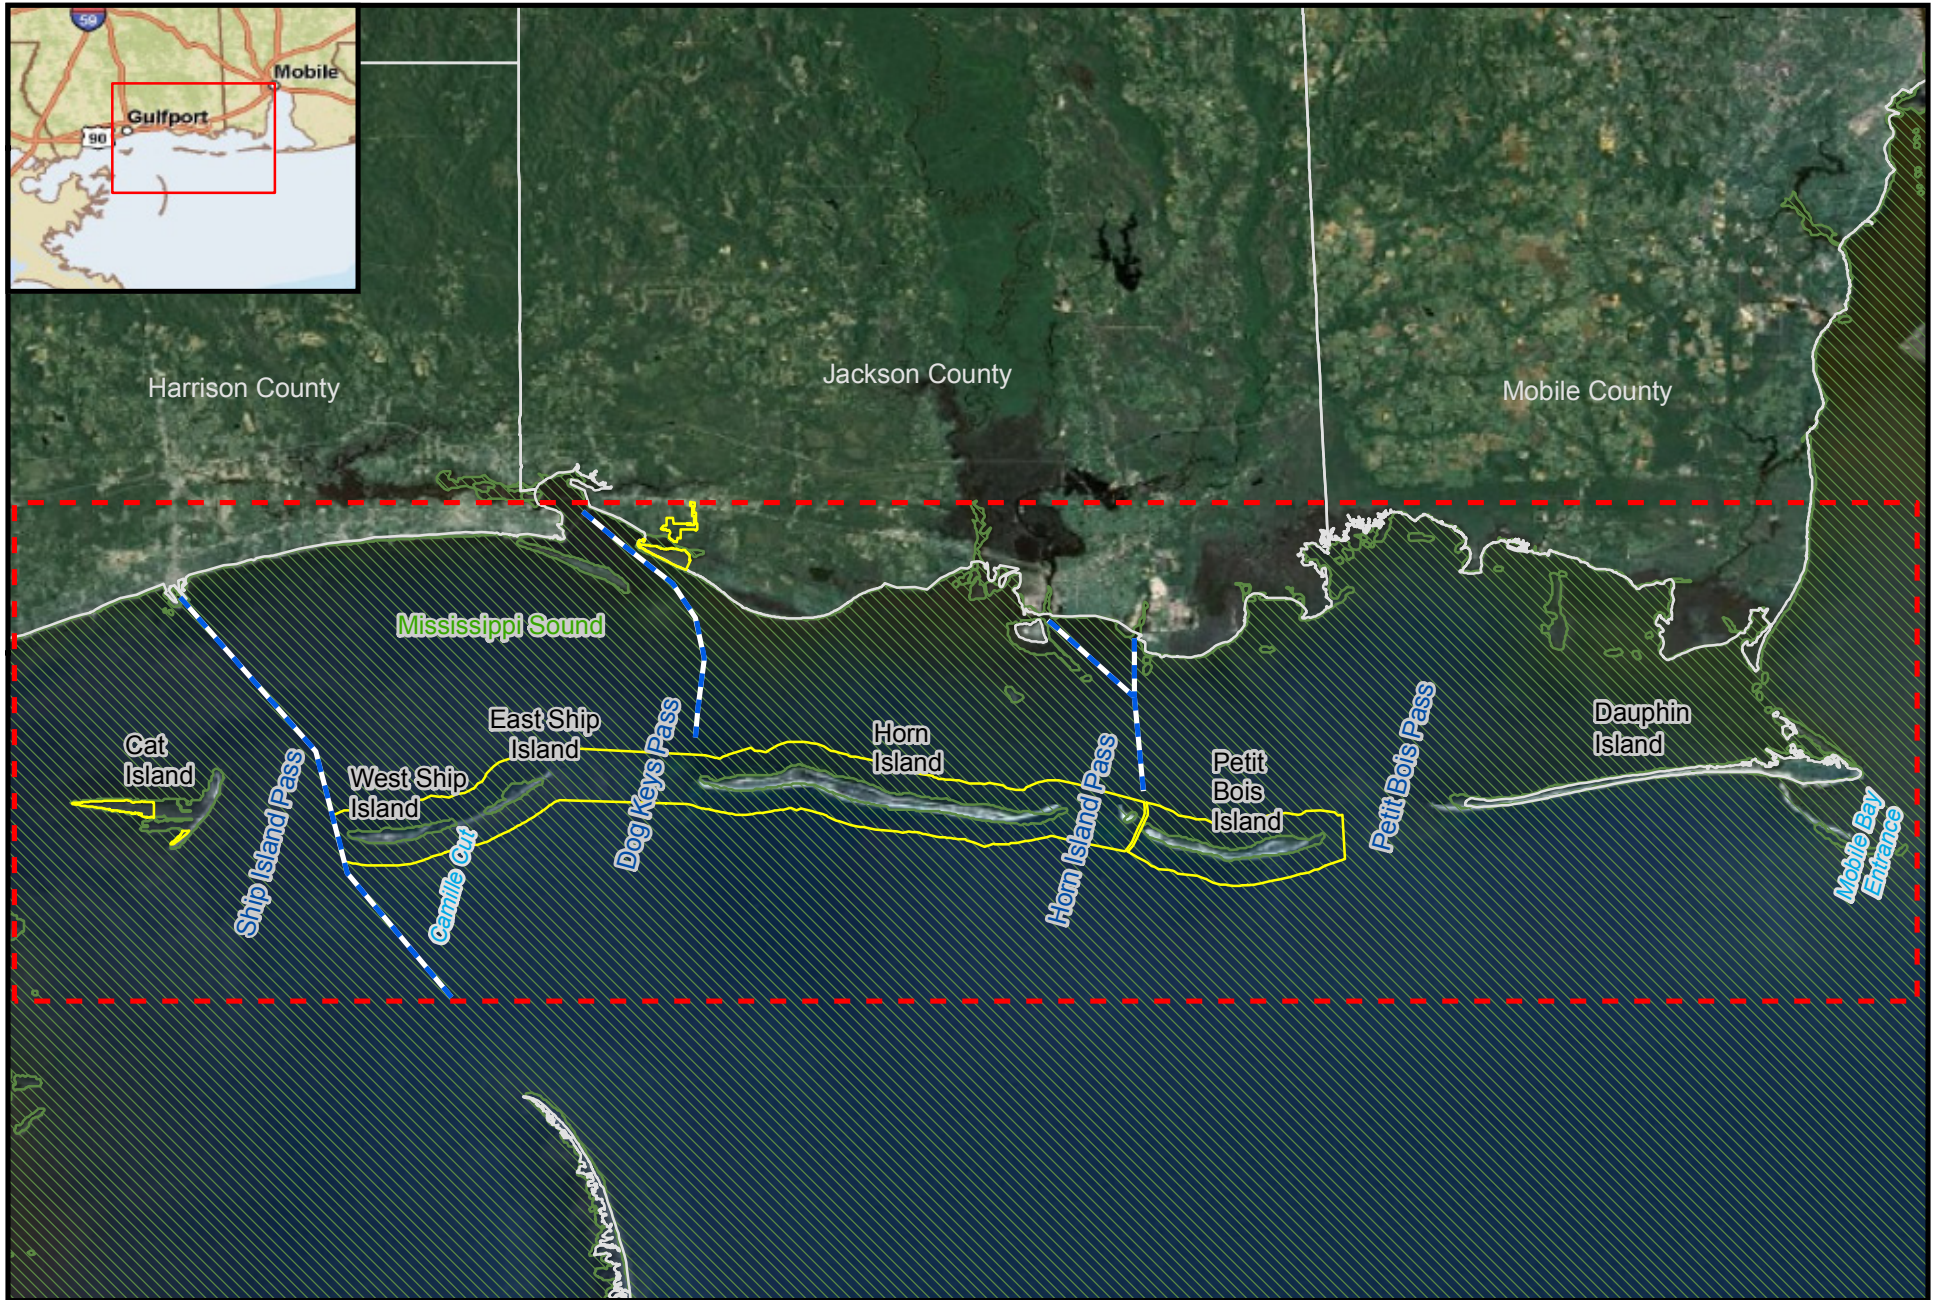 59
Mobile
Gulfport
90
Harrison County
Jackson County
Mobile County
Mississippi Sound
Cat
Island
Ship Island Pass
West Ship
Island
East Ship
Island
Camille Cut
Dog Keys Pass
Horn
Island
Horn Island Pass
Petit
Bois
Island
Petit Bois Pass
Dauphin
Island
Mobile Bay
Entrance